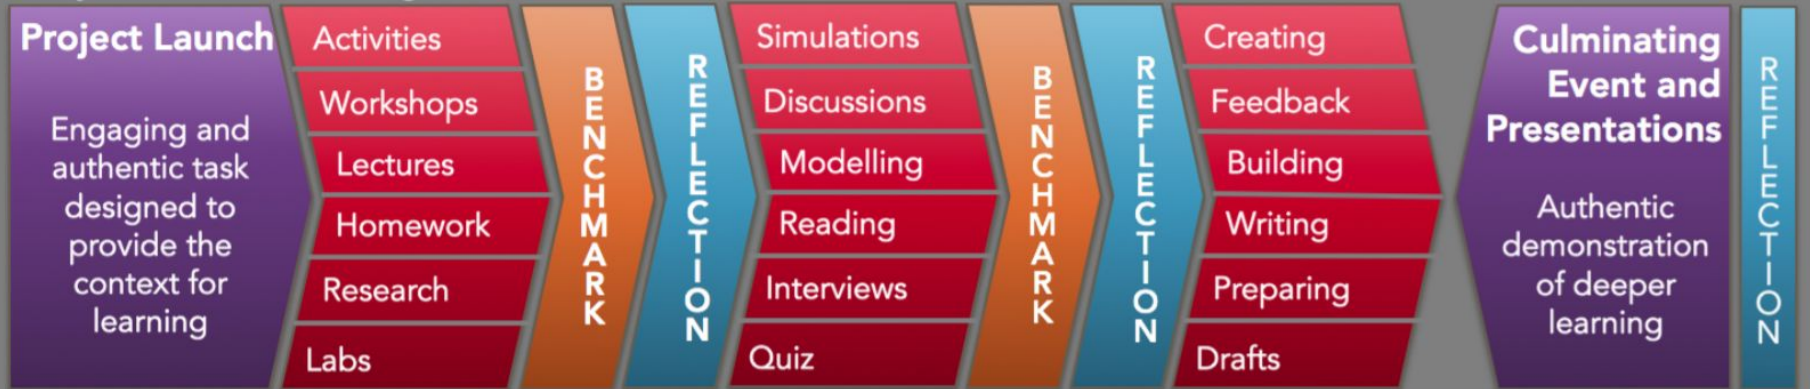 Project Launch
Engaging and
authentic task
designed to
provide the
context for
learning
Activities
Workshops
Lectures
Homework
Research
Labs
BENCHMARK
REFLECTION
Simulations
Discussions
Modelling
Reading
Interviews
Quiz
BENCHMARK
REFLECTION
Creating
Feedback
Building
Writing
Preparing
Drafts
Culminating
Event and
Presentations
Authentic
demonstration
of deeper
learning
REFLECTION